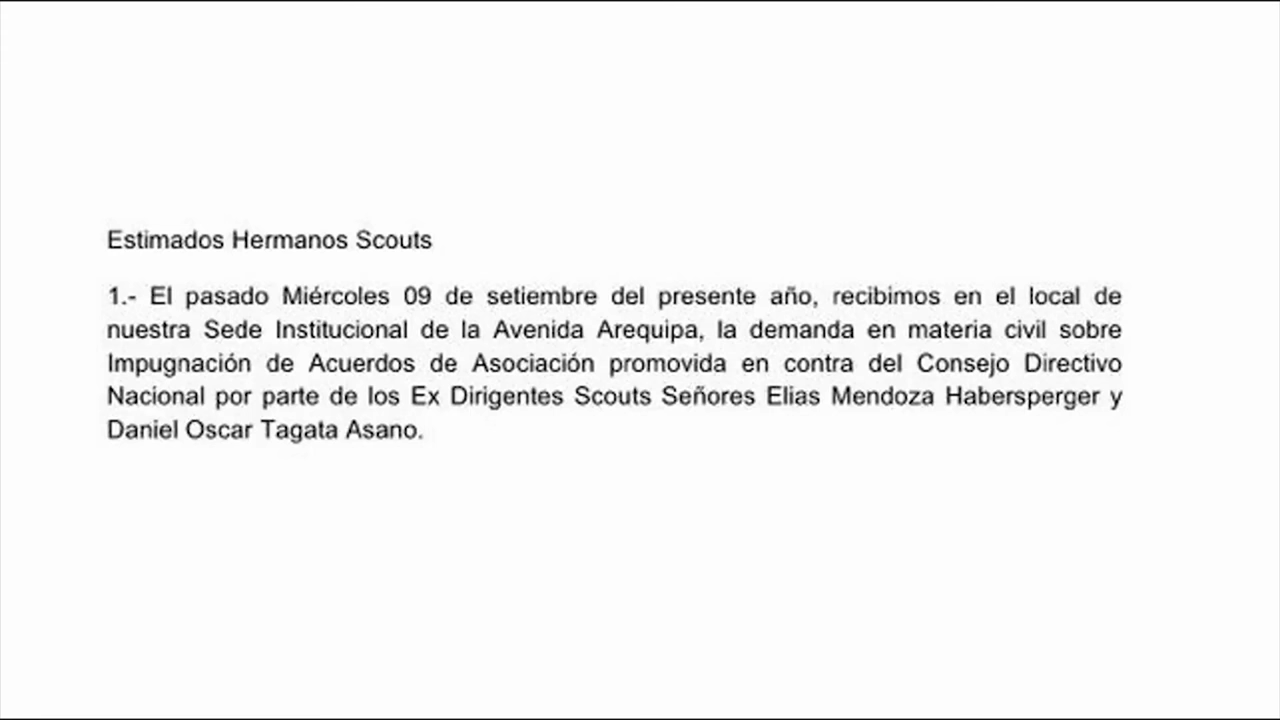 Estimados Hermanos Scouts
1.- El pasado Miércoles 09 de setiembre del presente año, recibimos en el local de
nuestra Sede Institucional de la Avenida Arequipa, la demanda en materia civil sobre
Impugnación de Acuerdos de Asociación promovida en contra del Consejo Directivo
Nacional por parte de los Ex Dirigentes Scouts Señores Elias Mendoza Habersperger y
Daniel Oscar Tagata Asano.